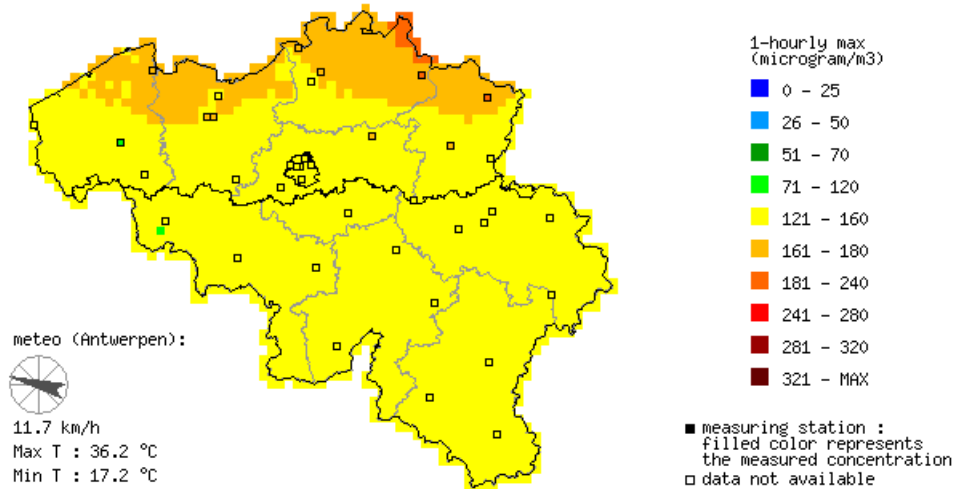 1-hourly max
(microgram/m3)
0 - 25
26 - 50
51 - 70
71 - 120
121 - 160
161 - 180
181 - 240
241 - 280
281 - 320
321 - MAX
meteo (Antwerpen):
11.7 km/h
Max T : 36.2 °C
Min T : 17.2 °C
measuring station :
filled color represents
the measured concentration
data not available